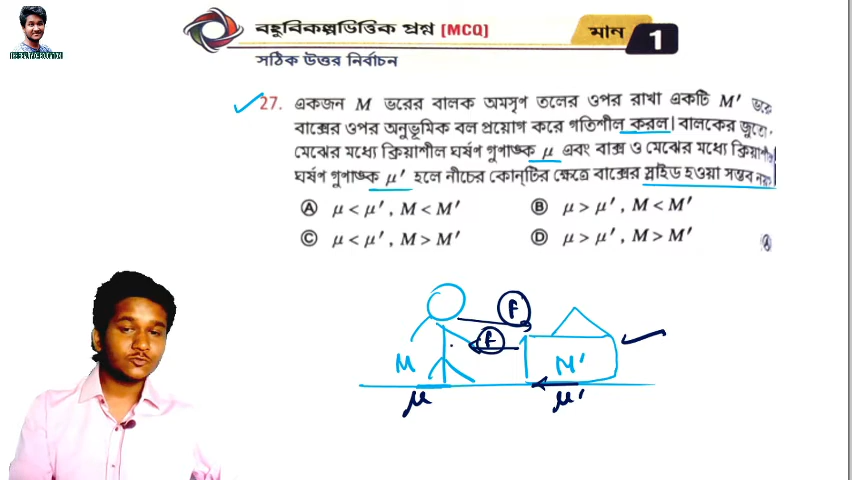 বহুবিকল্পভিত্তিক প্রশ্ন [MCQ]
মান 1
সঠিক উত্তর নির্বাচন
27. একজন M ভরের বালক অমসৃণ তলের ওপর রাখা একটি M′ ভরের
বাক্সের ওপর অনুভূমিক বল প্রয়োগ করে গতিশীল করল। বালকের জুতো,
মেঝের মধ্যে ক্রিয়াশীল ঘর্ষণ গুণাঙ্ক μ এবং বাক্স ও মেঝের মধ্যে ক্রিয়াশীল
ঘর্ষণ গুণাঙ্ক μ′ হলে নীচের কোন্‌টির ক্ষেত্রে বাক্সের স্লাইড হওয়া সম্ভব নয়
Ⓐ μ < μ′, M < M′ Ⓑ μ > μ′, M < M′
Ⓒ μ < μ′, M > M′ Ⓓ μ > μ′, M > M′
F
F
M M′
μ μ′